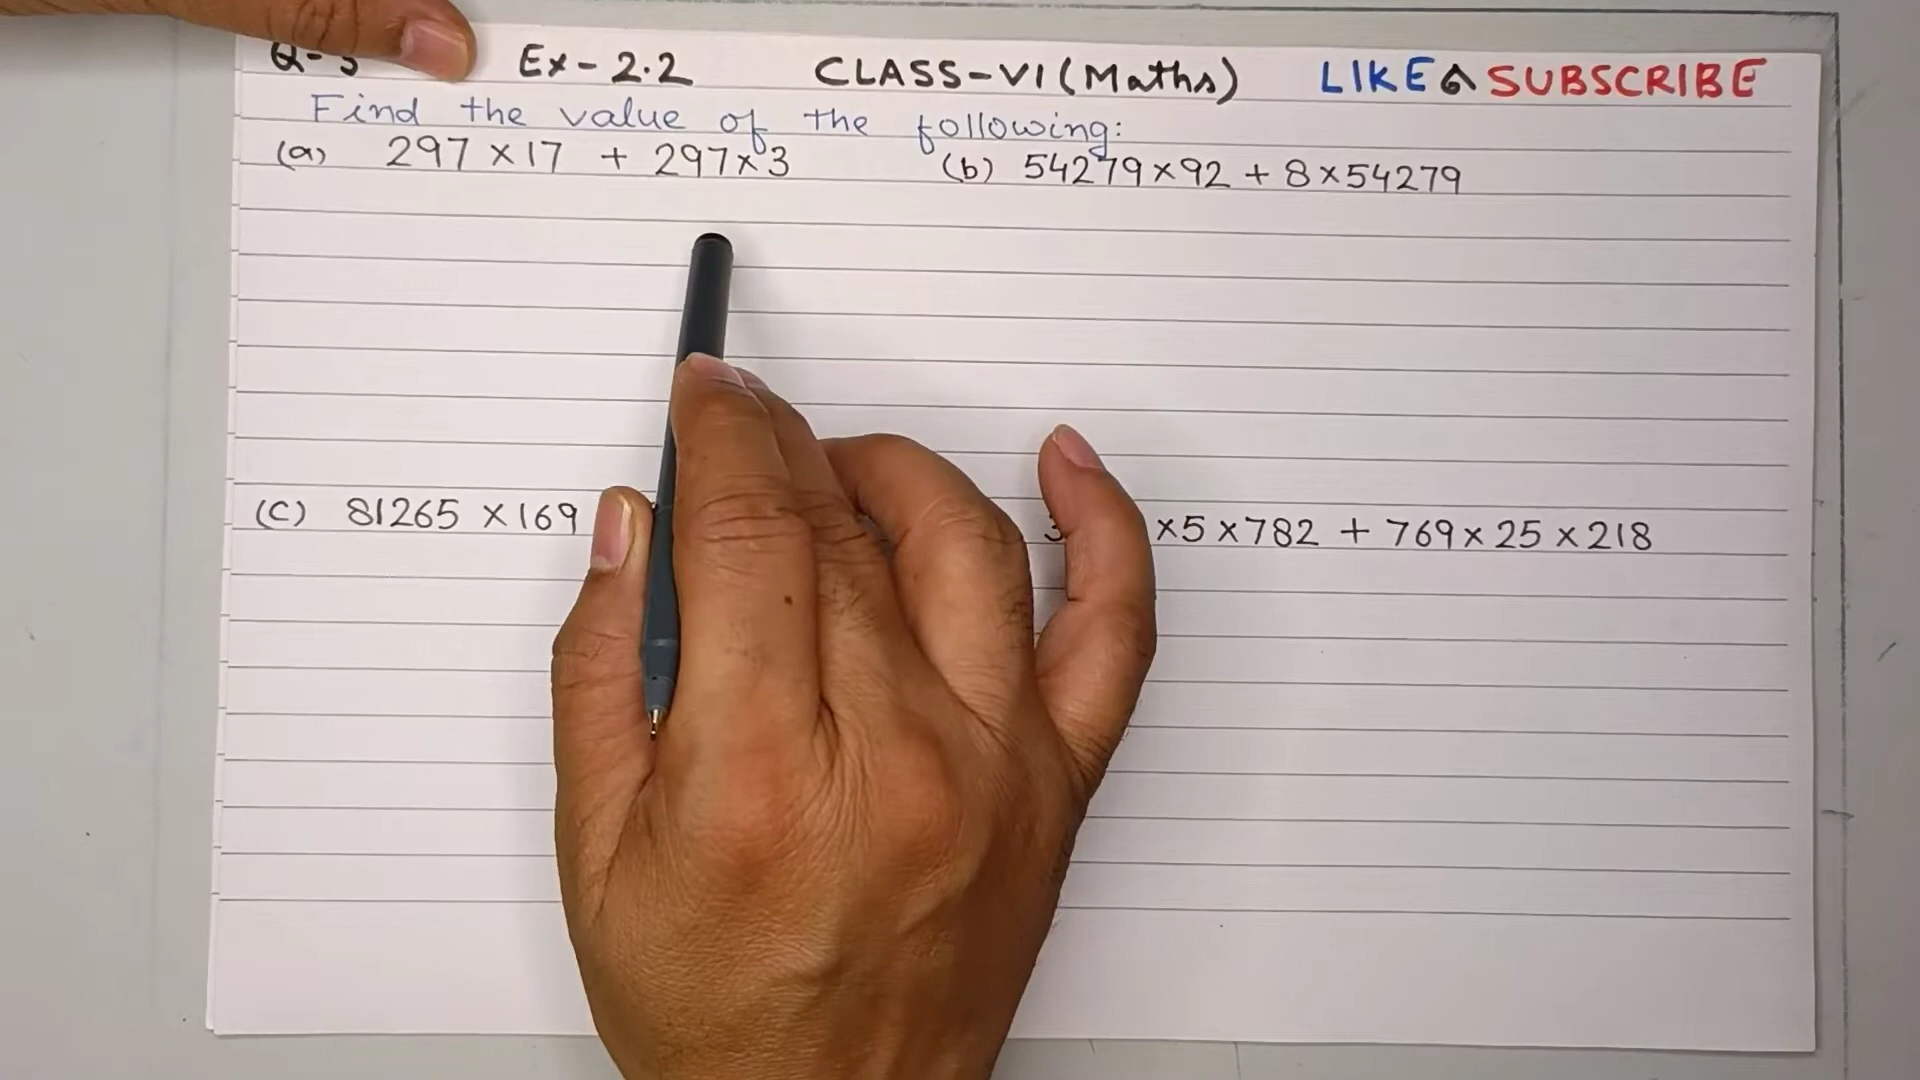 Ex-2.2 CLASS-VI (Maths) LIKE & SUBSCRIBE
Find the value of the following:
(a) 297 × 17 + 297 × 3 (b) 54279 × 92 + 8 × 54279
(c) 81265 × 169 ×5 × 782 + 769 × 25 × 218